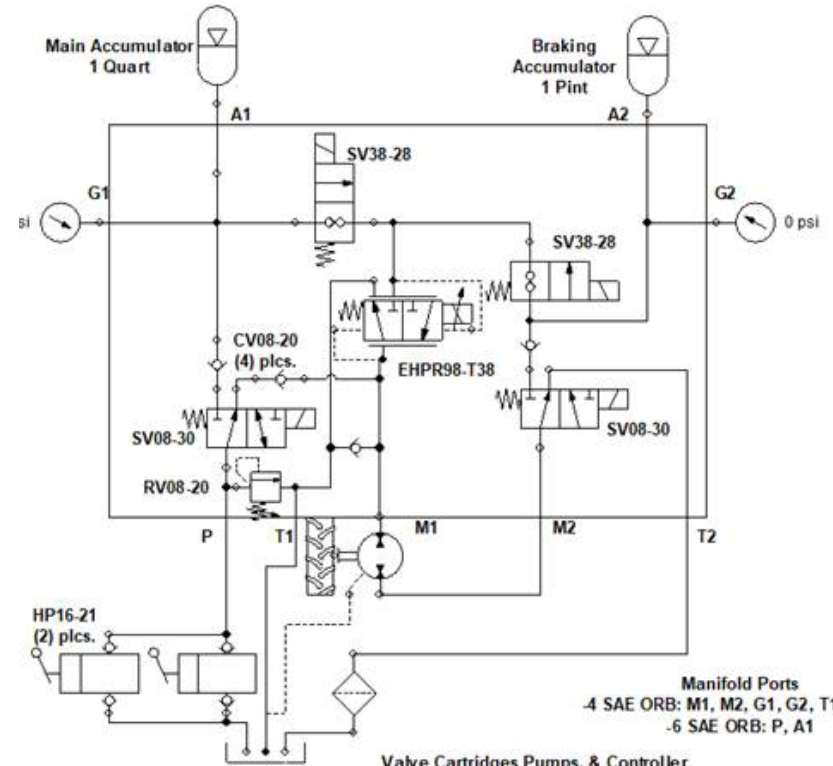 Main Accumulator
1 Quart
Braking
Accumulator
1 Pint
A1
A2
SV38-28
G1
G2
si
0 psi
SV38-28
CV08-20
(4) plcs.
EHPR98-T38
SV08-30
SV08-30
RV08-20
P
T1
M1
M2
T2
HP16-21
(2) plcs.
Manifold Ports
-4 SAE ORB: M1, M2, G1, G2, T1
-6 SAE ORB: P, A1
Valve Cartridges Pumps, & Controller